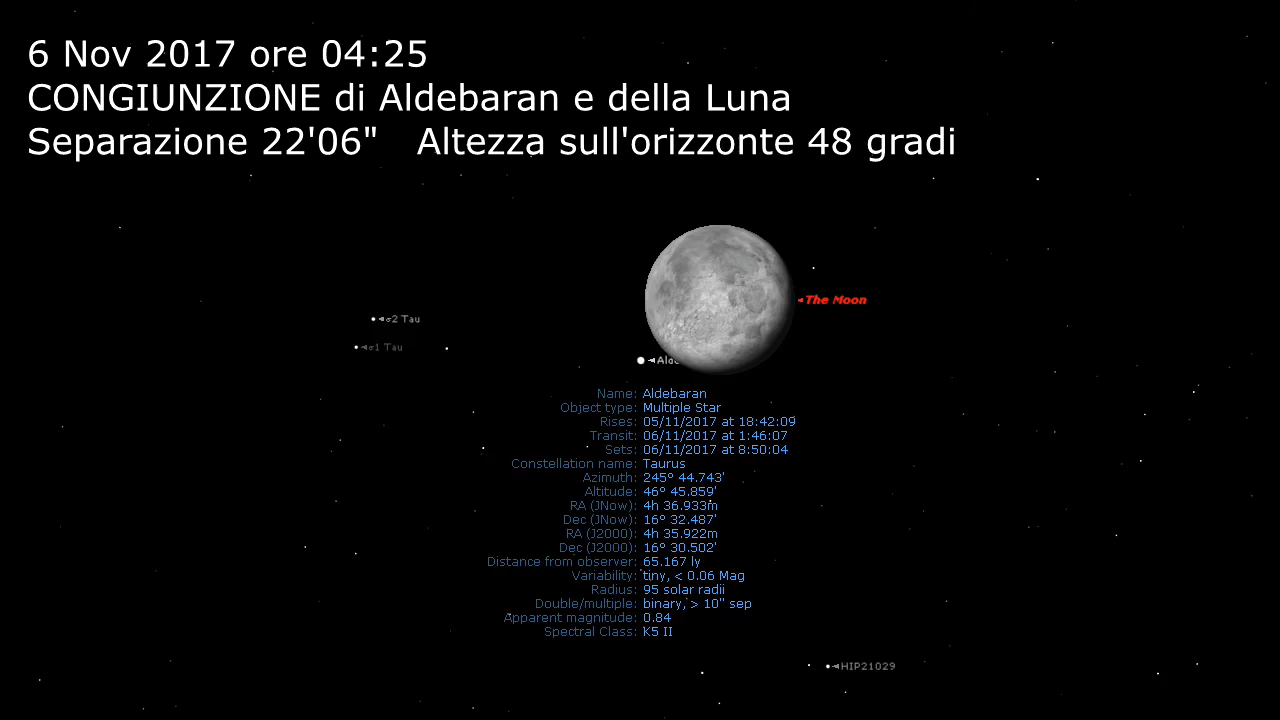 6 Nov 2017 ore 04:25
CONGIUNZIONE di Aldebaran e della Luna
Separazione 22'06" Altezza sull'orizzonte 48 gradi
The Moon
σ2 Tau
σ1 Tau
Alde
Name: Aldebaran
Object type: Multiple Star
Rises: 05/11/2017 at 18:42:09
Transit: 06/11/2017 at 1:46:07
Sets: 06/11/2017 at 8:50:04
Constellation name: Taurus
Azimuth: 245° 44.743'
Altitude: 46° 45.859'
RA (JNow): 4h 36.933m
Dec (JNow): 16° 32.487'
RA (J2000): 4h 35.922m
Dec (J2000): 16° 30.502'
Distance from observer: 65.167 ly
Variability: tiny, < 0.06 Mag
Radius: 95 solar radii
Double/multiple: binary, > 10" sep
Apparent magnitude: 0.84
Spectral Class: K5 II
HIP21029